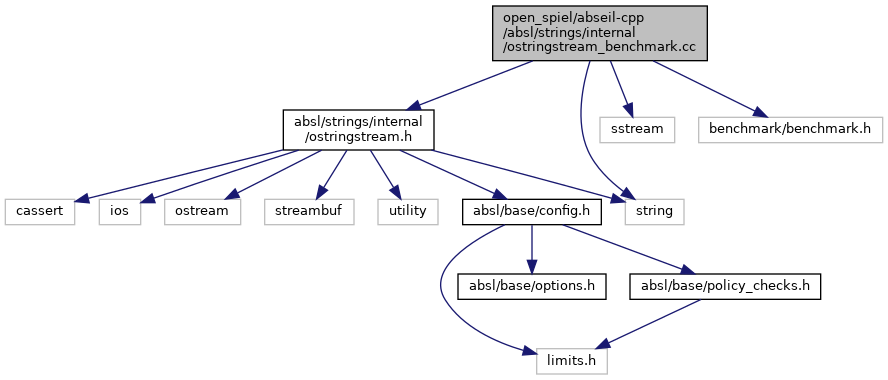 open_spiel/abseil-cpp
/absl/strings/internal
/ostringstream_benchmark.cc
absl/strings/internal
/ostringstream.h
sstream
benchmark/benchmark.h
cassert
ios
ostream
streambuf
utility
absl/base/config.h
string
absl/base/options.h
absl/base/policy_checks.h
limits.h